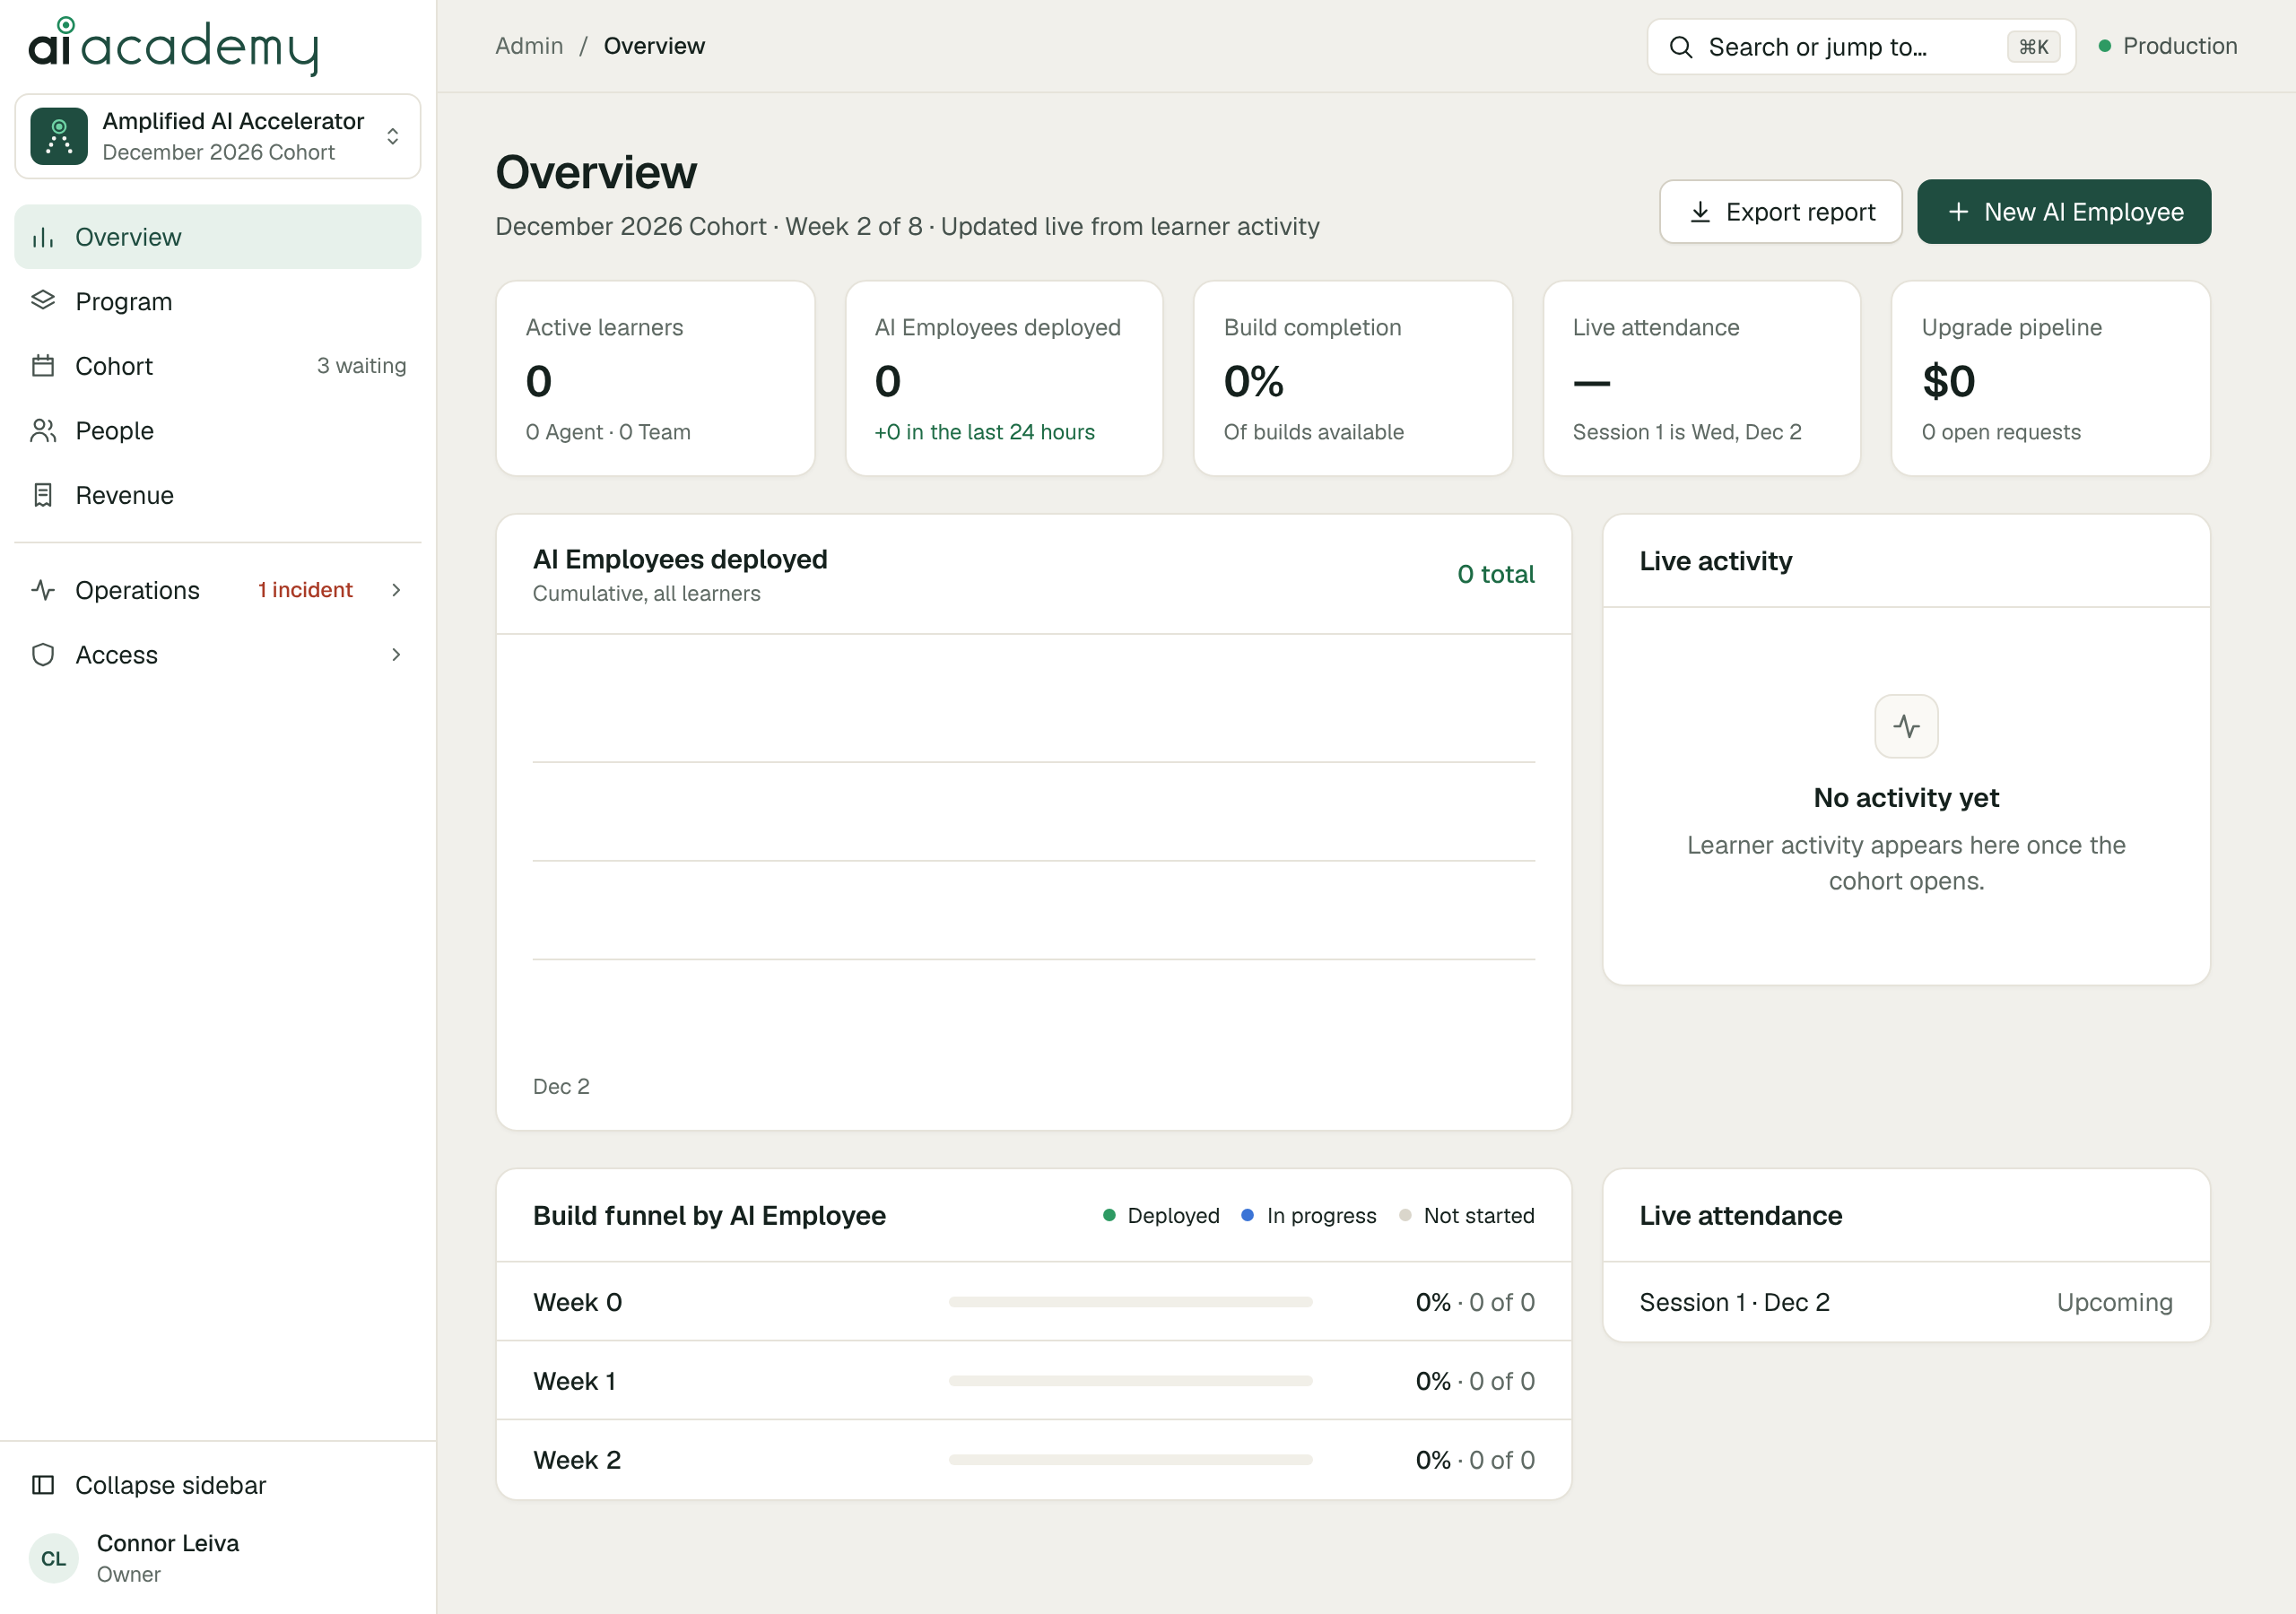 ai academy
Amplified AI Accelerator
December 2026 Cohort
Overview
Program
Cohort 3 waiting
People
Revenue
Operations 1 incident
Access
Collapse sidebar
CL
Connor Leiva
Owner
Admin / Overview
Search or jump to... ⌘K
Production
Overview
December 2026 Cohort · Week 2 of 8 · Updated live from learner activity
Export report
+ New AI Employee
Active learners
0
0 Agent · 0 Team
AI Employees deployed
0
+0 in the last 24 hours
Build completion
0%
Of builds available
Live attendance
—
Session 1 is Wed, Dec 2
Upgrade pipeline
$0
0 open requests
AI Employees deployed
Cumulative, all learners
0 total
Dec 2
Live activity
No activity yet
Learner activity appears here once the
cohort opens.
Build funnel by AI Employee
Deployed In progress Not started
Week 0 0% · 0 of 0
Week 1 0% · 0 of 0
Week 2 0% · 0 of 0
Live attendance
Session 1 · Dec 2 Upcoming